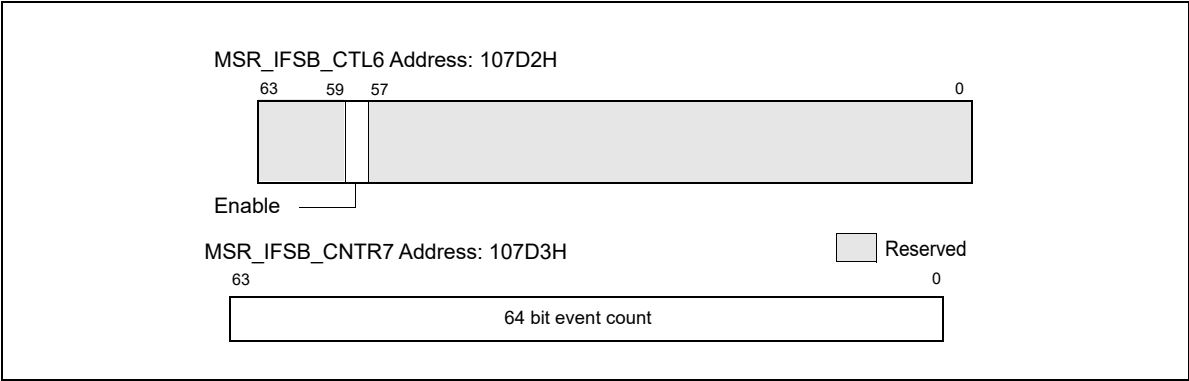 MSR_IFSB_CTL6 Address: 107D2H
63 59 57 0
Enable
MSR_IFSB_CNTR7 Address: 107D3H
Reserved
63 0
64 bit event count